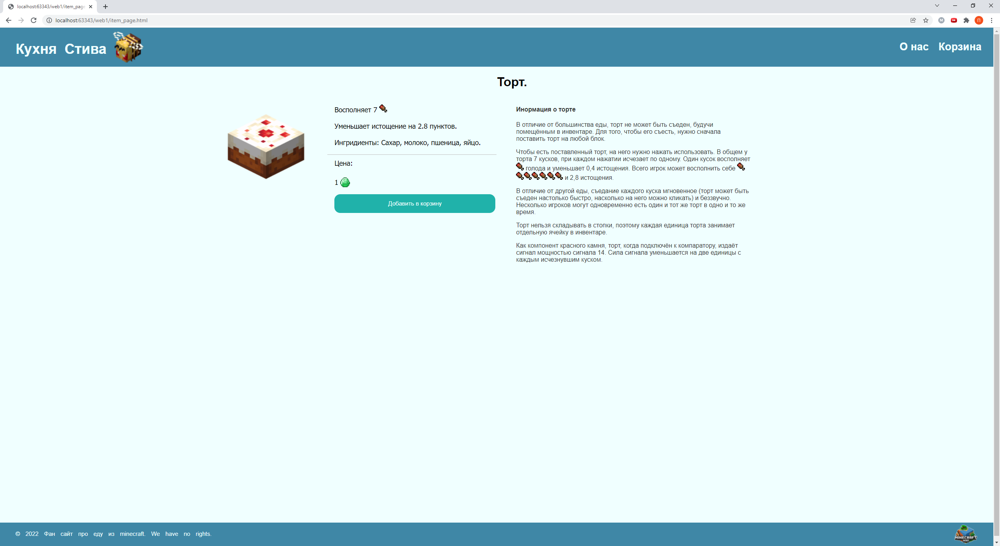 localhost:63343/web1/item_page
localhost:63343/web1/item_page.html
M
П
Кухня Стива
О нас Корзина
Торт.
Восполняет 7
Уменьшает истощение на 2.8 пунктов.
Ингридиенты: Сахар, молоко, пшеница, яйцо.
Цена:
1
Добавить в корзину
Инормация о торте
В отличие от большинства еды, торт не может быть съеден, будучи
помещённым в инвентаре. Для того, чтобы его съесть, нужно сначала
поставить торт на любой блок.
Чтобы есть поставленный торт, на него нужно нажать использовать. В общем у
торта 7 кусков, при каждом нажатии исчезает по одному. Один кусок восполняет
голода и уменьшает 0,4 истощения. Всего игрок может восполнить себе
и 2,8 истощения.
В отличие от другой еды, съедание каждого куска мгновенное (торт может быть
съеден настолько быстро, насколько на него можно кликать) и беззвучно.
Несколько игроков могут одновременно есть один и тот же торт в одно и то же
время.
Торт нельзя складывать в стопки, поэтому каждая единица торта занимает
отдельную ячейку в инвентаре.
Как компонент красного камня, торт, когда подключён к компаратору, издаёт
сигнал мощностью сигнала 14. Сила сигнала уменьшается на две единицы с
каждым исчезнувшим куском.
© 2022 Фан сайт про еду из minecraft. We have no rights.
MINECRAFT
WIKI